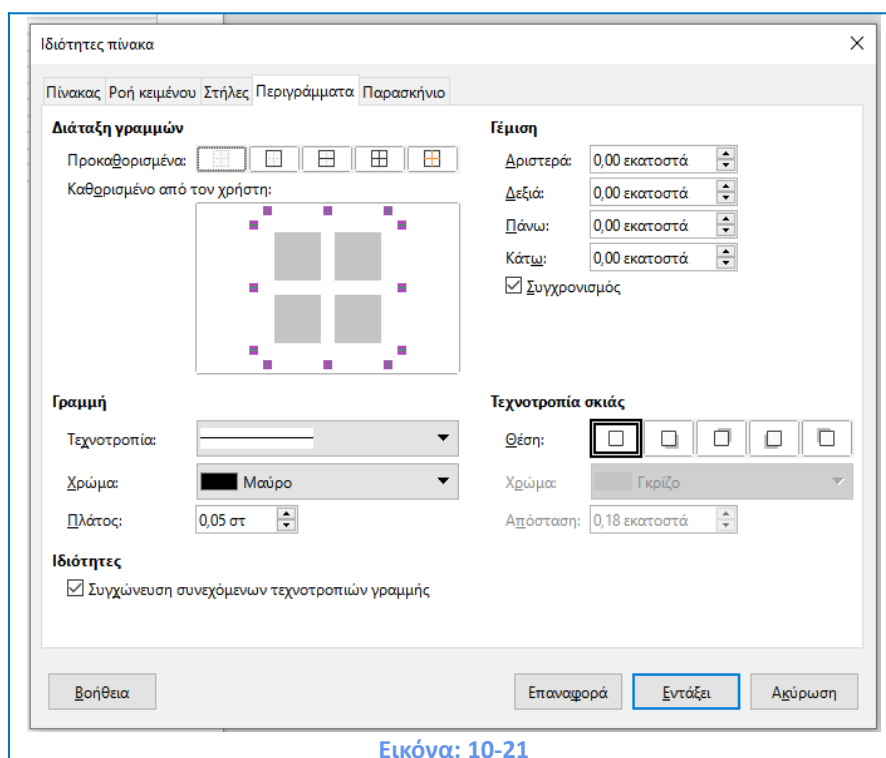 Ιδιότητες πίνακα
Πίνακας Ροή κειμένου Στήλες Περιγράμματα Παρασκήνιο
Διάταξη γραμμών
Προκαθορισμένα:
Καθορισμένο από τον χρήστη:
Γέμιση
Αριστερά: 0,00 εκατοστά
Δεξιά: 0,00 εκατοστά
Πάνω: 0,00 εκατοστά
Κάτω: 0,00 εκατοστά
Συγχρονισμός
Γραμμή
Τεχνοτροπία:
Χρώμα: Μαύρο
Πλάτος: 0,05 στ
Τεχνοτροπία σκιάς
Θέση:
Χρώμα: Γκρίζο
Απόσταση: 0,18 εκατοστά
Ιδιότητες
Συγχώνευση συνεχόμενων τεχνοτροπιών γραμμής
Βοήθεια Επαναφορά Εντάξει Ακύρωση
Εικόνα: 10-21